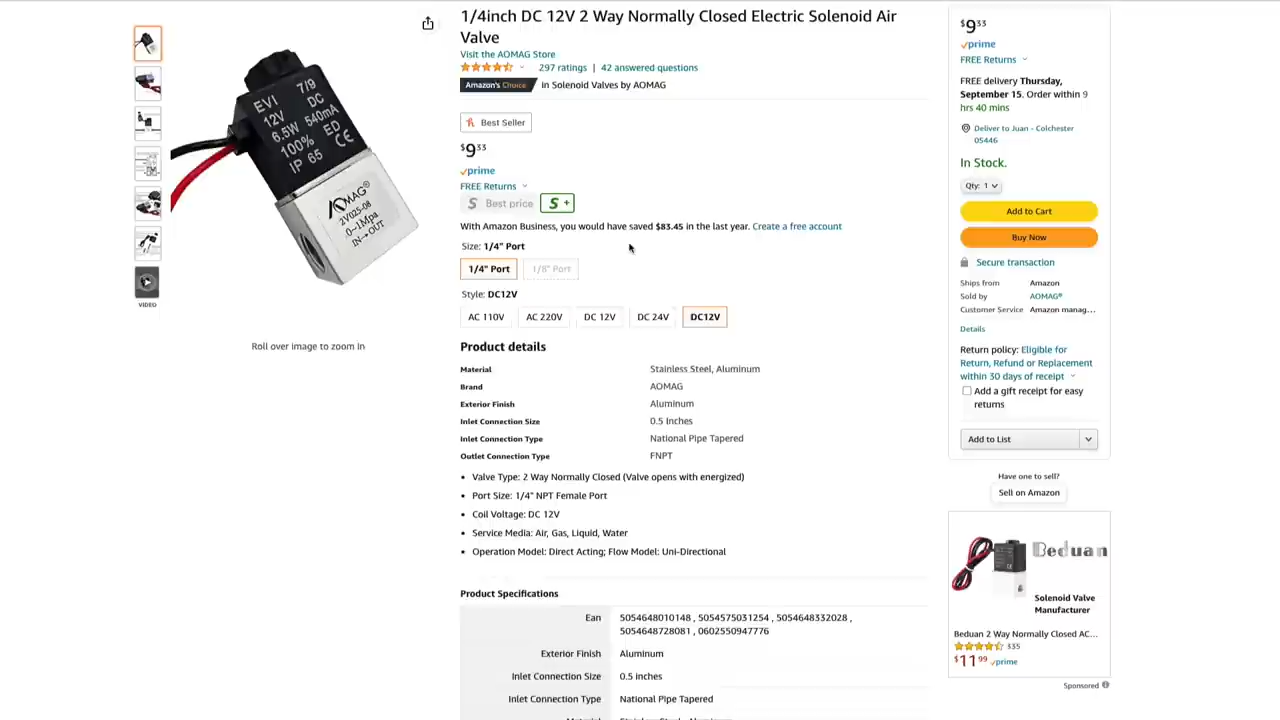 1/4inch DC 12V 2 Way Normally Closed Electric Solenoid Air
Valve
Visit the AOMAG Store
297 ratings | 42 answered questions
Amazon's Choice In Solenoid Valves by AOMAG
Best Seller
$9 33
prime
FREE Returns
S Best price S +
With Amazon Business, you would have saved $83.45 in the last year. Create a free account
Size: 1/4" Port
1/4" Port 1/8" Port
Style: DC12V
AC 110V AC 220V DC 12V DC 24V DC12V
Product details
Material Stainless Steel, Aluminum
Brand AOMAG
Exterior Finish Aluminum
Inlet Connection Size 0.5 Inches
Inlet Connection Type National Pipe Tapered
Outlet Connection Type FNPT
• Valve Type: 2 Way Normally Closed (Valve opens with energized)
• Port Size: 1/4" NPT Female Port
• Coil Voltage: DC 12V
• Service Media: Air, Gas, Liquid, Water
• Operation Model: Direct Acting; Flow Model: Uni-Directional
Product Specifications
Ean 5054648010148 , 5054575031254 , 5054648332028 ,
5054648728081 , 0602550947776
Exterior Finish Aluminum
Inlet Connection Size 0.5 inches
Inlet Connection Type National Pipe Tapered
EVI 7/9
12V DC
6.5W 540mA
100% ED
IP 65 CE
AOMAG®
2V025-08
0~1Mpa
IN→OUT
VIDEO
Roll over image to zoom in
$9 33
prime
FREE Returns
FREE delivery Thursday,
September 15. Order within 9
hrs 40 mins
Deliver to Juan - Colchester
05446
In Stock.
Qty: 1
Add to Cart
Buy Now
Secure transaction
Ships from Amazon
Sold by AOMAG®
Customer Service Amazon manag...
Details
Return policy: Eligible for
Return, Refund or Replacement
within 30 days of receipt
Add a gift receipt for easy
returns
Add to List
Have one to sell?
Sell on Amazon
Beduan
Solenoid Valve
Manufacturer
Beduan 2 Way Normally Closed AC...
335
$11 99 prime
Sponsored